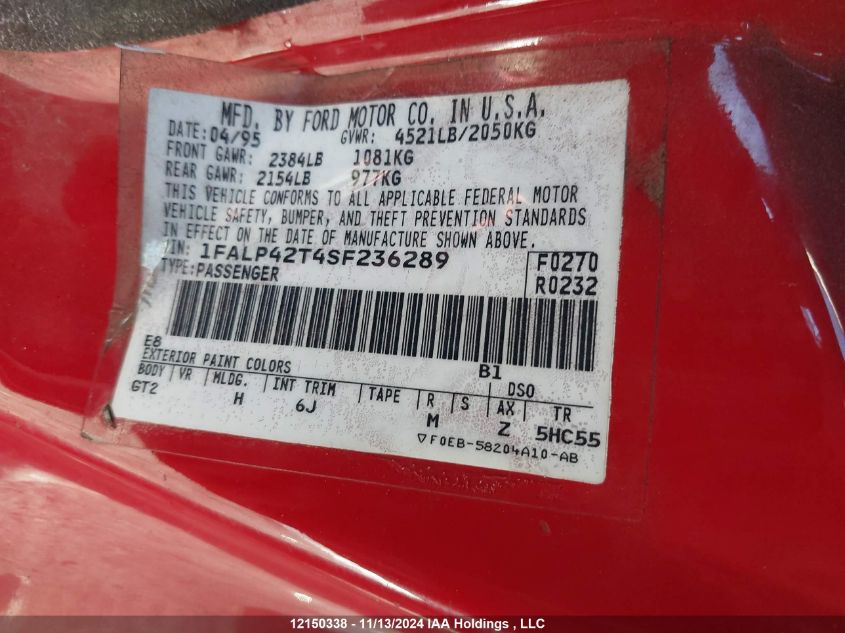 MFD. BY FORD MOTOR CO. IN U.S.A.
DATE: 04/95 GVWR: 4521LB/2050KG
FRONT GAWR: 2384LB 1081KG
REAR GAWR: 2154LB 977KG
THIS VEHICLE CONFORMS TO ALL APPLICABLE FEDERAL MOTOR
VEHICLE SAFETY, BUMPER, AND THEFT PREVENTION STANDARDS
IN EFFECT ON THE DATE OF MANUFACTURE SHOWN ABOVE.
VIN: 1FALP42T4SF236289 F0270
TYPE: PASSENGER R0232
E8 B1
EXTERIOR PAINT COLORS DSO
BODY VR MLDG. INT TRIM TAPE R S AX TR
GT2 H 6J M Z 5HC55
▽F0EB-58204A10-AB
12150338 - 11/13/2024 IAA Holdings , LLC